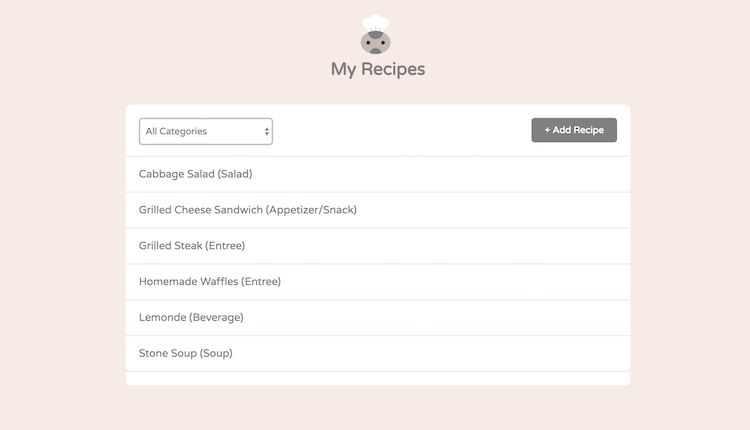 My Recipes
All Categories
+ Add Recipe
Cabbage Salad (Salad)
Grilled Cheese Sandwich (Appetizer/Snack)
Grilled Steak (Entree)
Homemade Waffles (Entree)
Lemonde (Beverage)
Stone Soup (Soup)